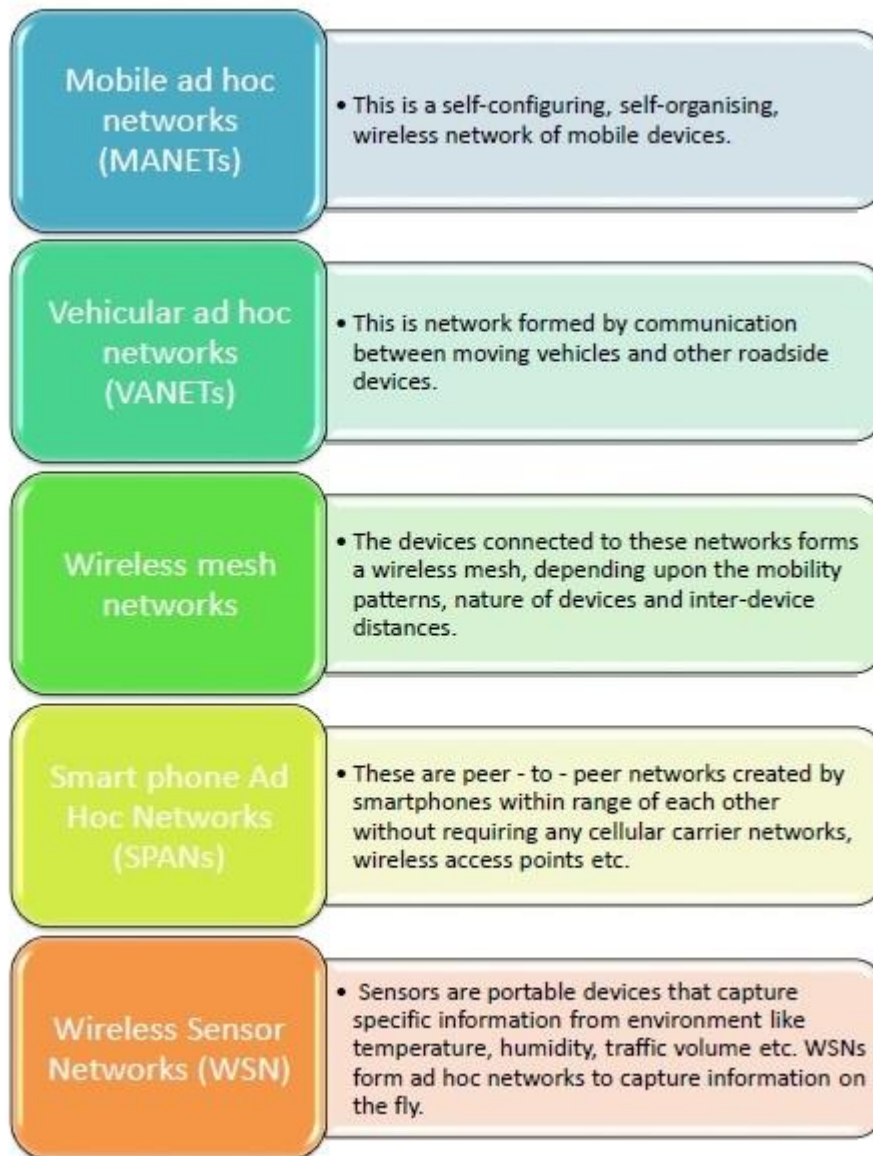 Mobile ad hoc
networks
(MANETs)
• This is a self-configuring, self-organising,
wireless network of mobile devices.
Vehicular ad hoc
networks
(VANETs)
• This is network formed by communication
between moving vehicles and other roadside
devices.
Wireless mesh
networks
• The devices connected to these networks forms
a wireless mesh, depending upon the mobility
patterns, nature of devices and inter-device
distances.
Smart phone Ad
Hoc Networks
(SPANs)
• These are peer - to - peer networks created by
smartphones within range of each other
without requiring any cellular carrier networks,
wireless access points etc.
Wireless Sensor
Networks (WSN)
• Sensors are portable devices that capture
specific information from environment like
temperature, humidity, traffic volume etc. WSNs
form ad hoc networks to capture information on
the fly.